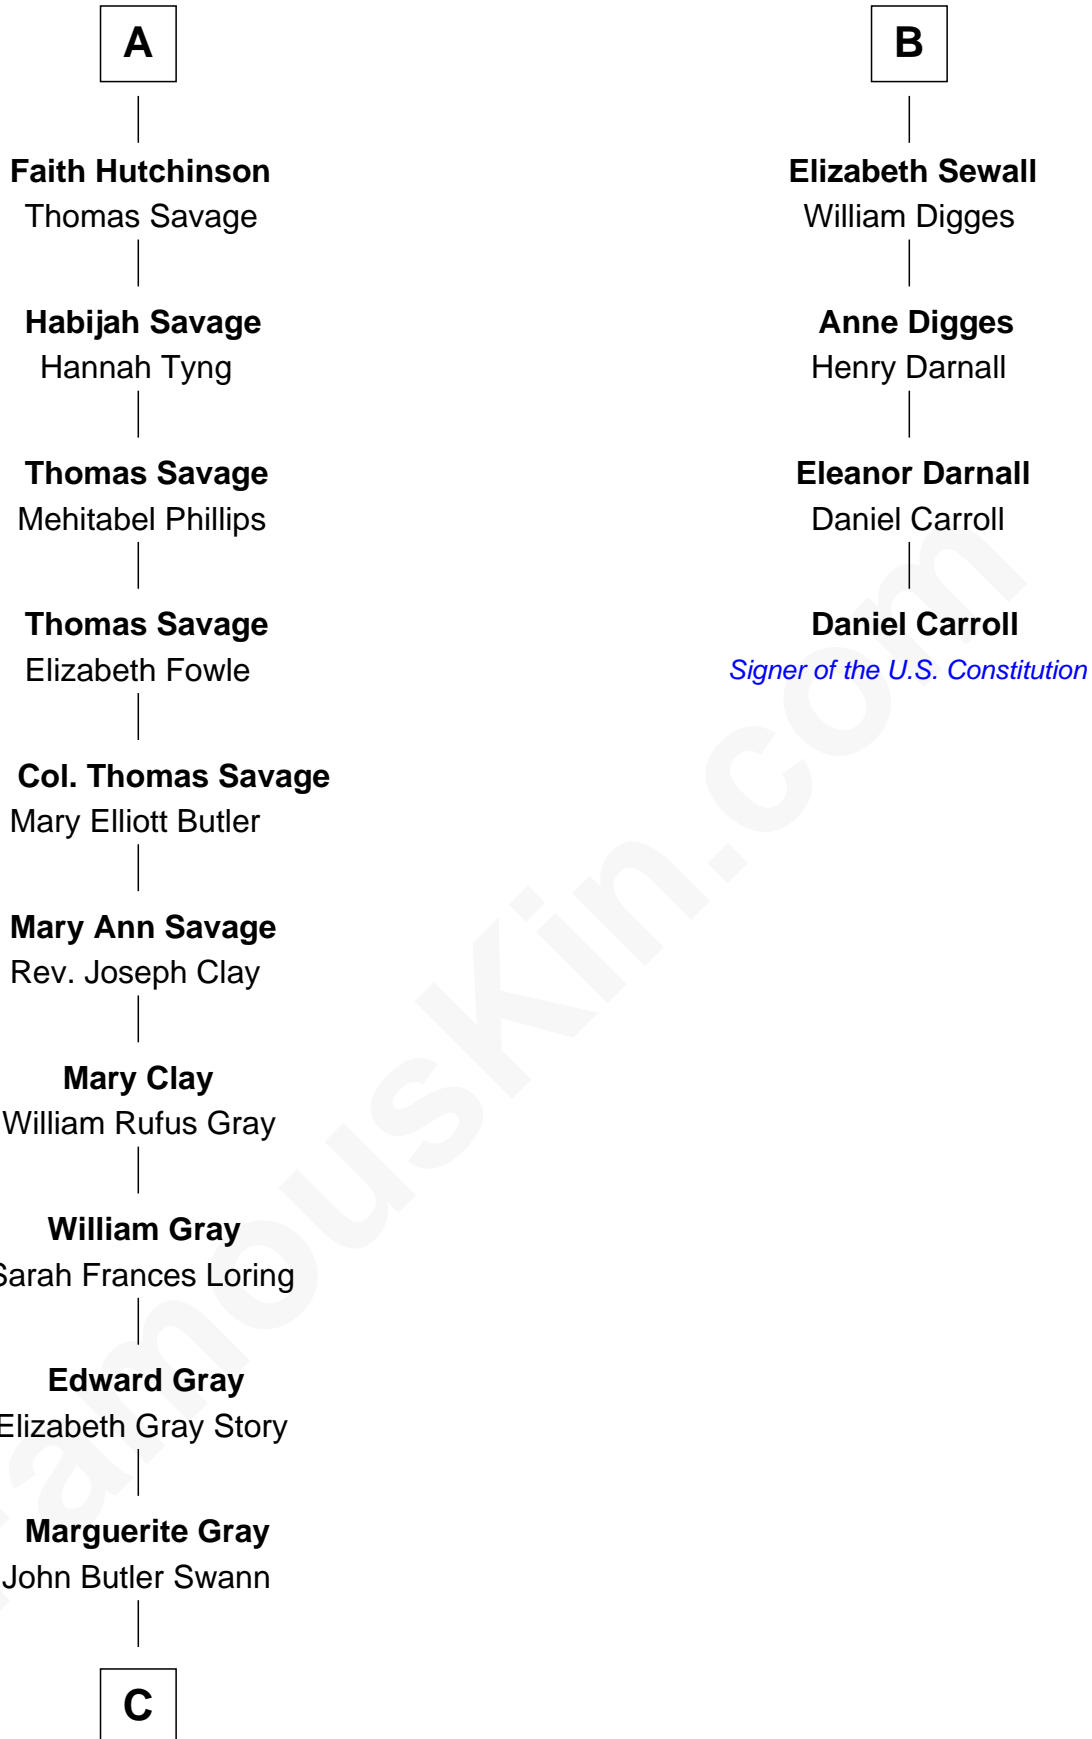 A
Faith Hutchinson
Thomas Savage
Habijah Savage
Hannah Tyng
Thomas Savage
Mehitabel Phillips
Thomas Savage
Elizabeth Fowle
Col. Thomas Savage
Mary Elliott Butler
Mary Ann Savage
Rev. Joseph Clay
Mary Clay
William Rufus Gray
William Gray
Sarah Frances Loring
Edward Gray
Elizabeth Gray Story
Marguerite Gray
John Butler Swann
C
B
Elizabeth Sewall
William Digges
Anne Digges
Henry Darnall
Eleanor Darnall
Daniel Carroll
Daniel Carroll
Signer of the U.S. Constitution
FamousKin.com